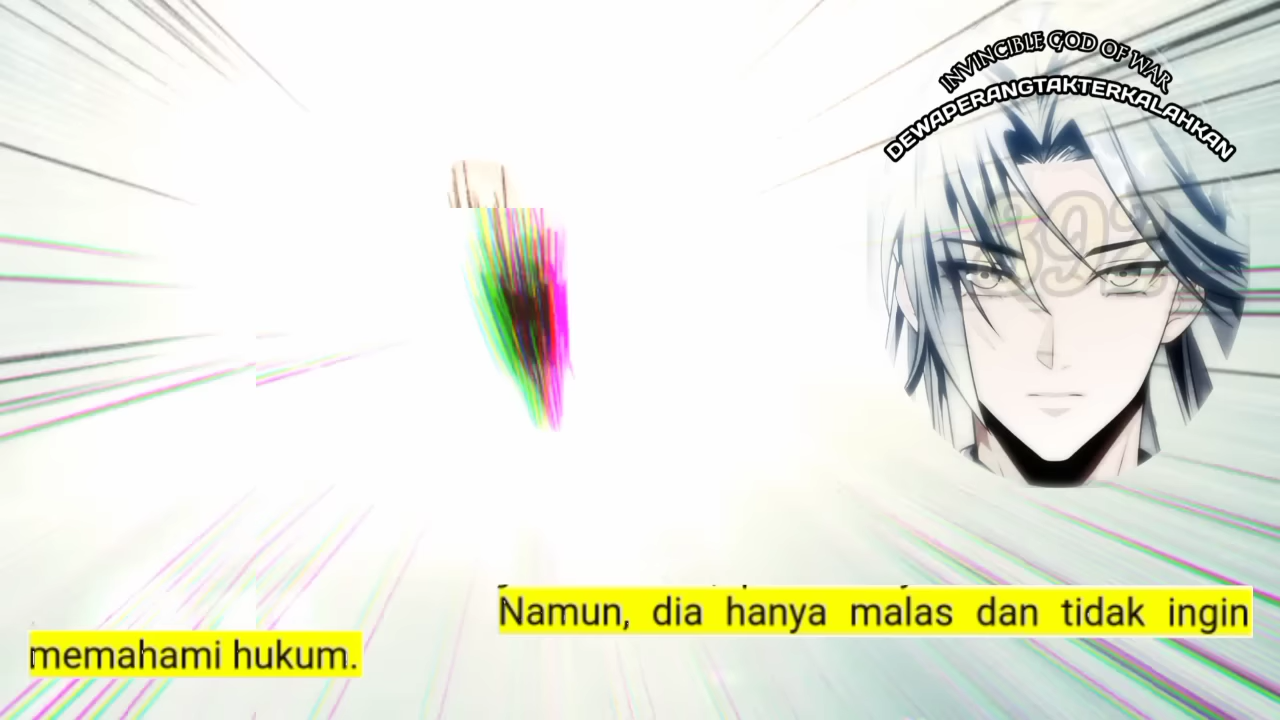 INVINCIBLE GOD OF WAR
DEWAPERANGTAKTERKALAHKAN
Namun, dia hanya malas dan tidak ingin
memahami hukum.